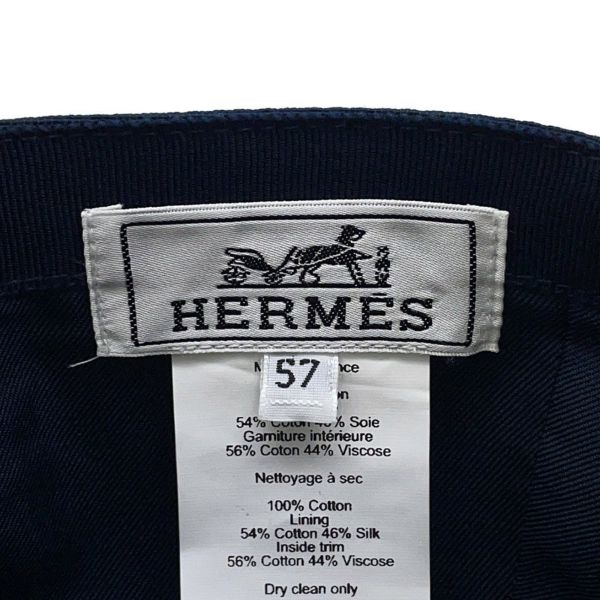 HERMÈS
57
54% Coton 46% Soie
Garniture intérieure
56% Coton 44% Viscose
Nettoyage à sec
100% Cotton
Lining
54% Cotton 46% Silk
Inside trim
56% Cotton 44% Viscose
Dry clean only